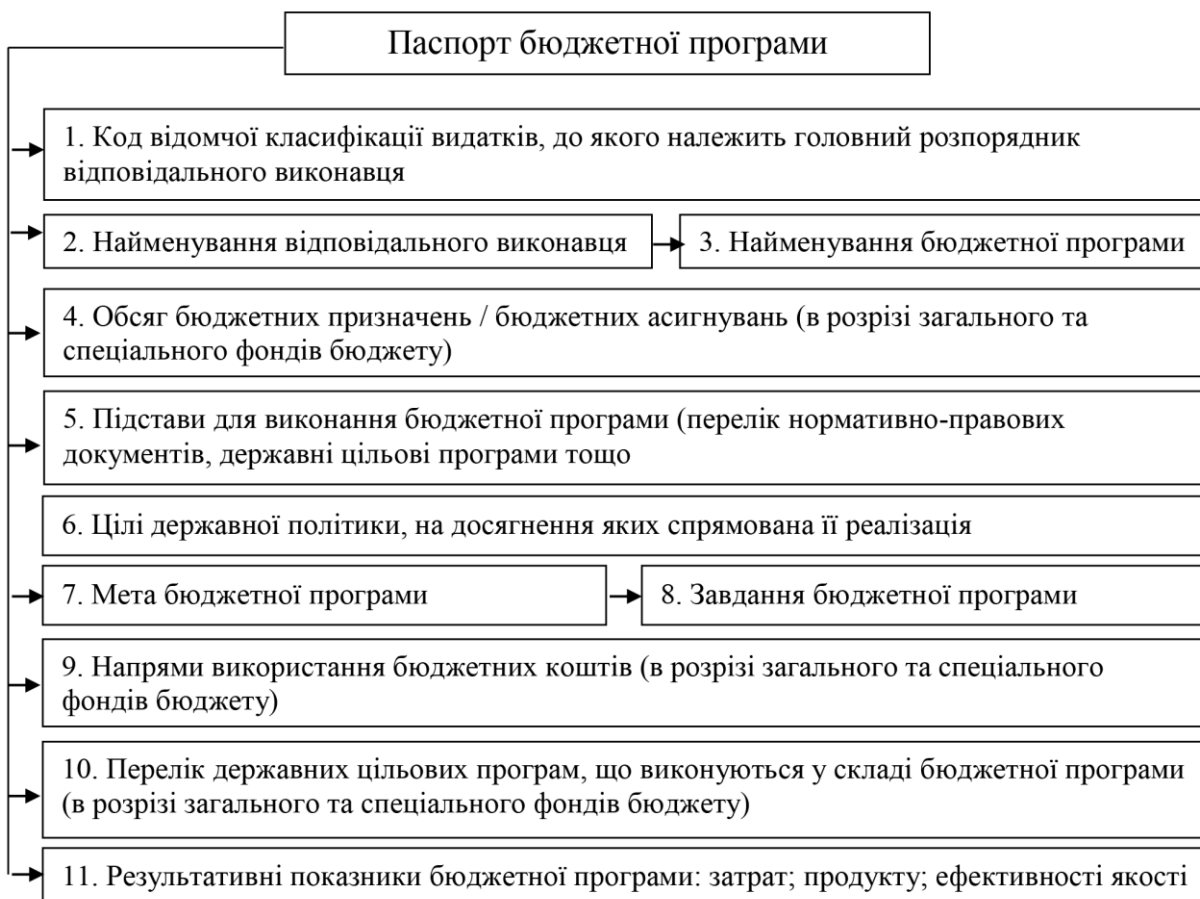 Паспорт бюджетної програми
1. Код відомчої класифікації видатків, до якого належить головний розпорядник
відповідального виконавця
2. Найменування відповідального виконавця
3. Найменування бюджетної програми
4. Обсяг бюджетних призначень / бюджетних асигнувань (в розрізі загального та
спеціального фондів бюджету)
5. Підстави для виконання бюджетної програми (перелік нормативно-правових
документів, державні цільові програми тощо
6. Цілі державної політики, на досягнення яких спрямована її реалізація
7. Мета бюджетної програми
8. Завдання бюджетної програми
9. Напрями використання бюджетних коштів (в розрізі загального та спеціального
фондів бюджету)
10. Перелік державних цільових програм, що виконуються у складі бюджетної програми
(в розрізі загального та спеціального фондів бюджету)
11. Результативні показники бюджетної програми: затрат; продукту; ефективності якості